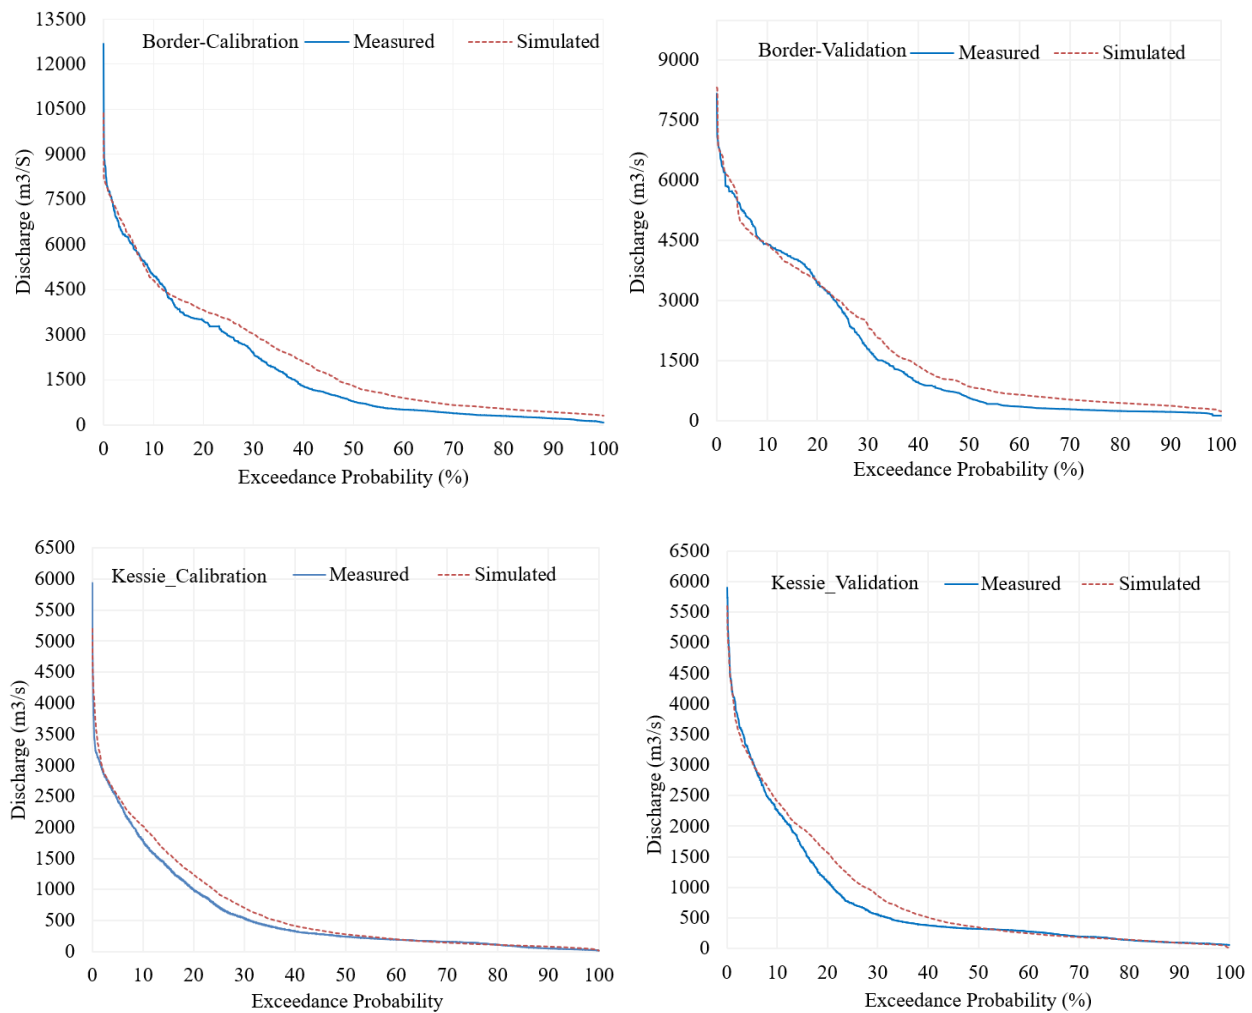 Border-Calibration Measured Simulated
Discharge (m3/S)
13500
12000
10500
9000
7500
6000
4500
3000
1500
0
0 10 20 30 40 50 60 70 80 90 100
Exceedance Probability (%)
Border-Validation Measured Simulated
Discharge (m3/s)
9000
7500
6000
4500
3000
1500
0
0 10 20 30 40 50 60 70 80 90 100
Exceedance Probability (%)
Kessie_Calibration Measured Simulated
Discharge (m3/s)
6500
6000
5500
5000
4500
4000
3500
3000
2500
2000
1500
1000
500
0
0 10 20 30 40 50 60 70 80 90 100
Exceedance Probability
Kessie_Validation Measured Simulated
Discharge (m3/s)
6500
6000
5500
5000
4500
4000
3500
3000
2500
2000
1500
1000
500
0
0 10 20 30 40 50 60 70 80 90 100
Exceedance Probability (%)